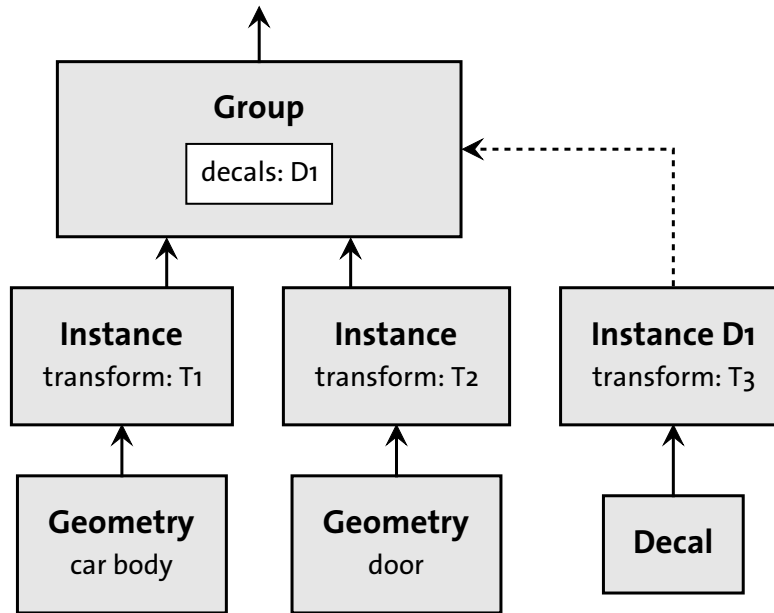 Group
decals: D1
Instance
transform: T1
Instance
transform: T2
Instance D1
transform: T3
Geometry
car body
Geometry
door
Decal